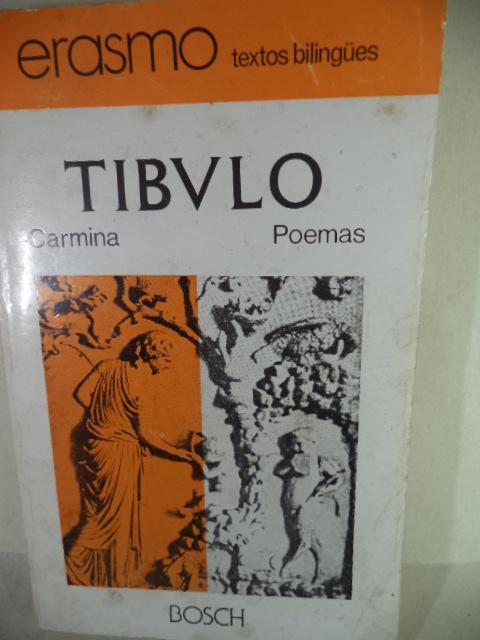 erasmo textos bilingües
TIBVLO
Carmina Poemas
BOSCH